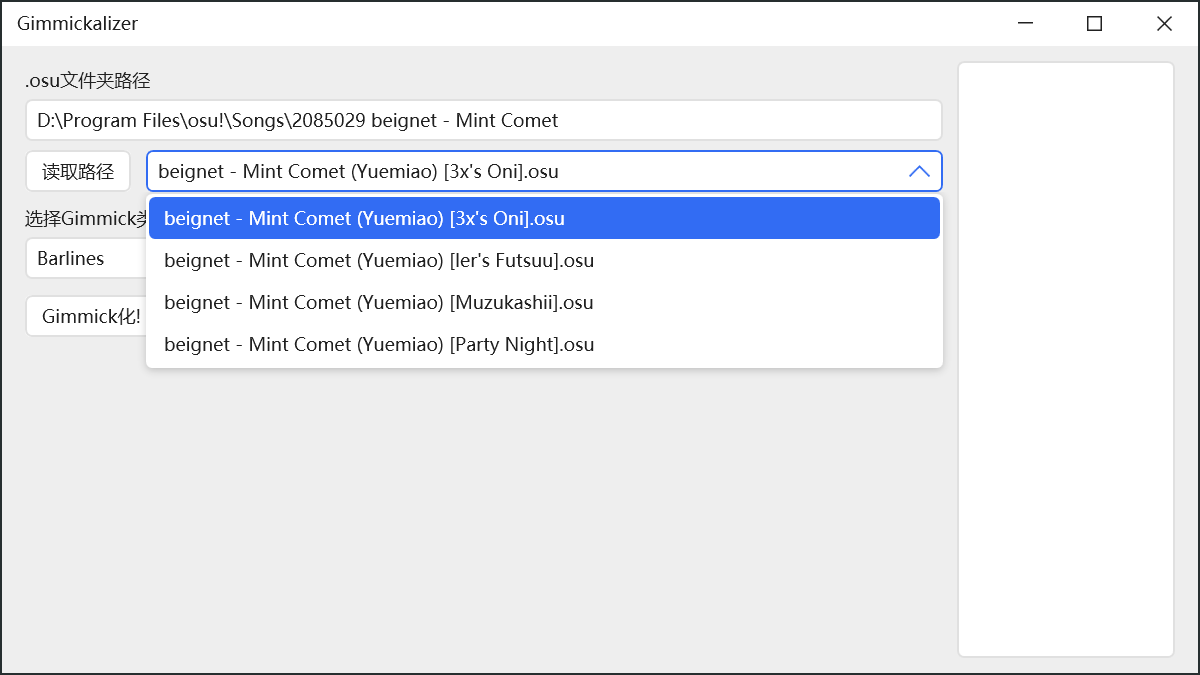 Gimmickalizer
.osu文件夹路径
D:\Program Files\osu!\Songs\2085029 beignet - Mint Comet
读取路径
beignet - Mint Comet (Yuemiao) [3x's Oni].osu
选择Gimmick类
beignet - Mint Comet (Yuemiao) [3x's Oni].osu
beignet - Mint Comet (Yuemiao) [ler's Futsuu].osu
Barlines
beignet - Mint Comet (Yuemiao) [Muzukashii].osu
Gimmick化!
beignet - Mint Comet (Yuemiao) [Party Night].osu